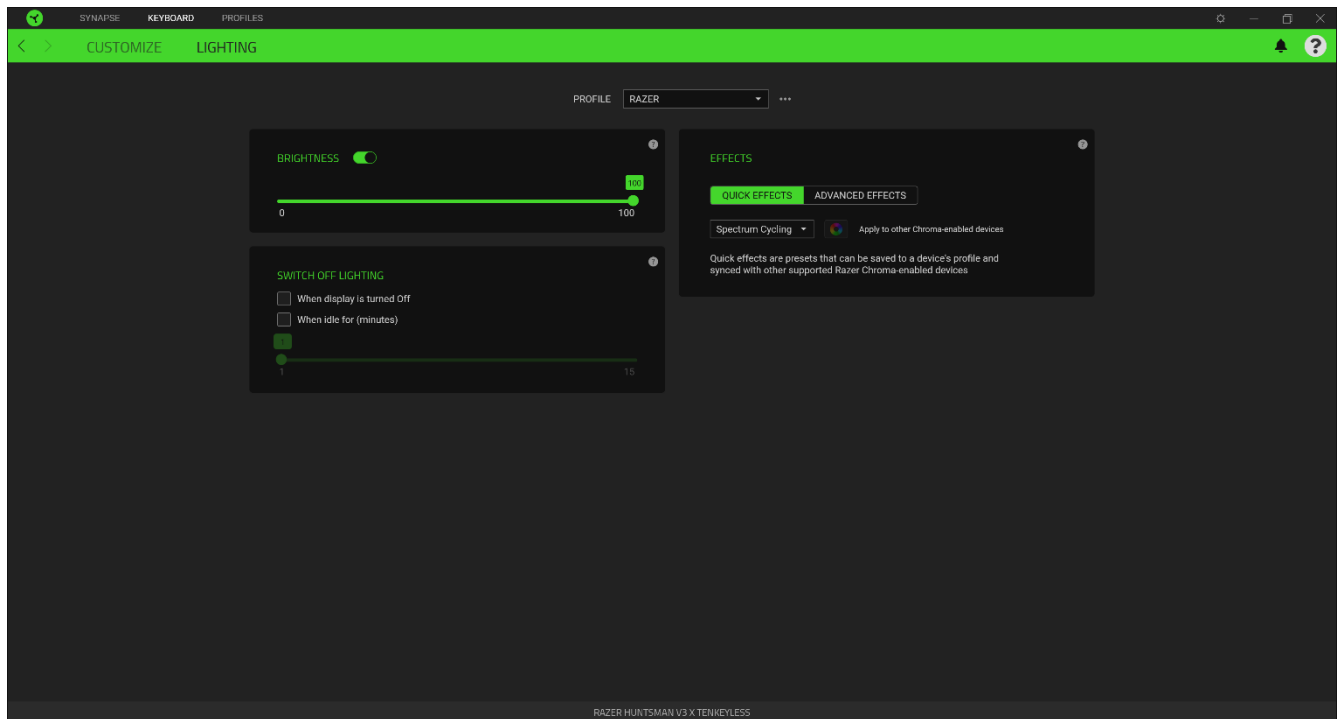 SYNAPSE KEYBOARD PROFILES
CUSTOMIZE LIGHTING
PROFILE RAZER
BRIGHTNESS
100
0 100
SWITCH OFF LIGHTING
When display is turned Off
When idle for (minutes)
1
1 15
EFFECTS
QUICK EFFECTS ADVANCED EFFECTS
Spectrum Cycling Apply to other Chroma-enabled devices
Quick effects are presets that can be saved to a device's profile and
synced with other supported Razer Chroma-enabled devices
RAZER HUNTSMAN V3 X TENKEYLESS